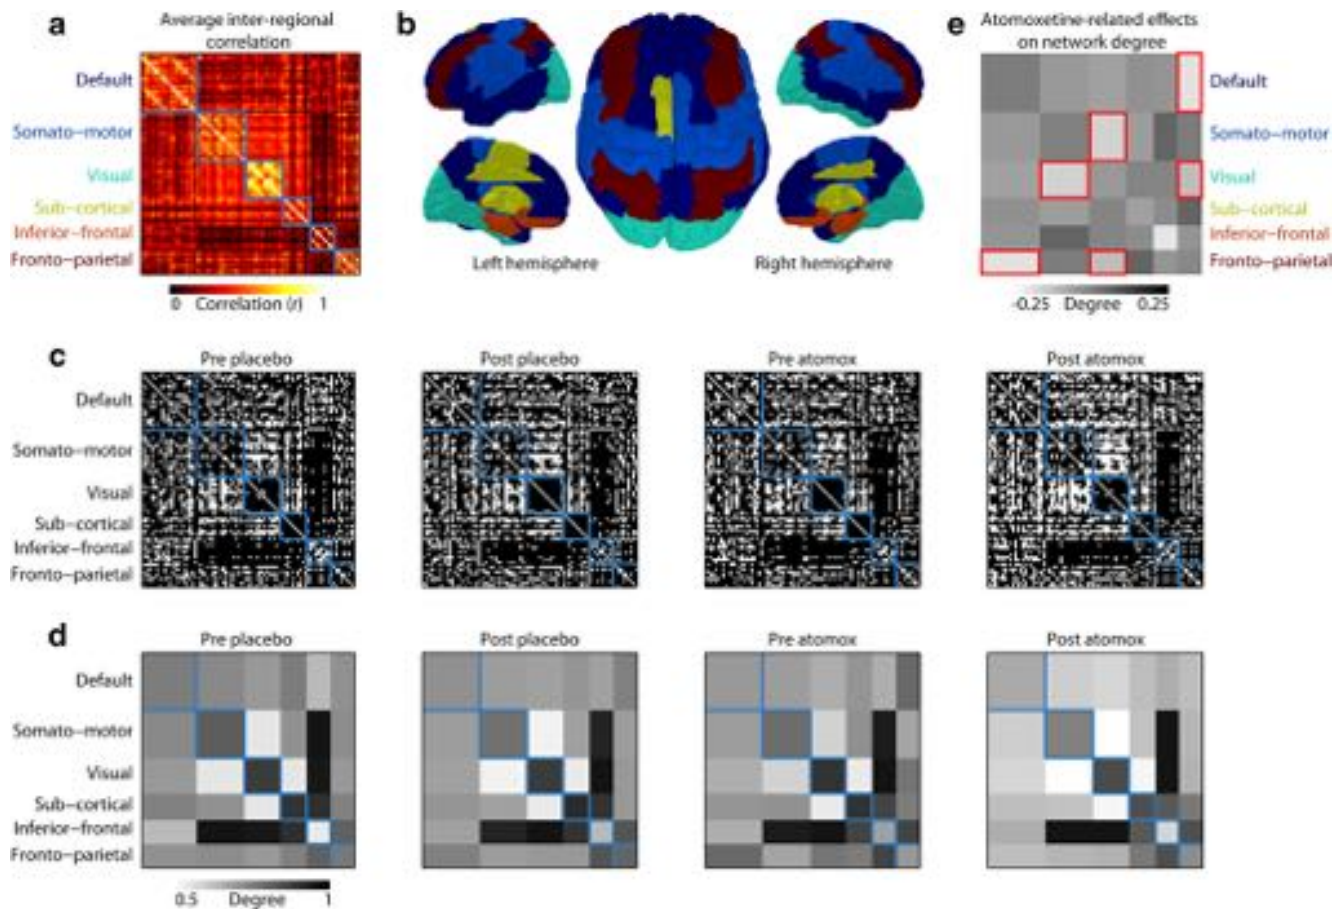 a
Average inter-regional
correlation
Default
Somato-motor
Visual
Sub-cortical
Inferior-frontal
Fronto-parietal
0 Correlation (r) 1
b
Left hemisphere
Right hemisphere
e
Atomoxetine-related effects
on network degree
Default
Somato-motor
Visual
Sub-cortical
Inferior-frontal
Fronto-parietal
-0.25 Degree 0.25
c
Pre placebo
Post placebo
Pre atomox
Post atomox
Default
Somato-motor
Visual
Sub-cortical
Inferior-frontal
Fronto-parietal
d
Pre placebo
Post placebo
Pre atomox
Post atomox
Default
Somato-motor
Visual
Sub-cortical
Inferior-frontal
Fronto-parietal
0.5 Degree 1